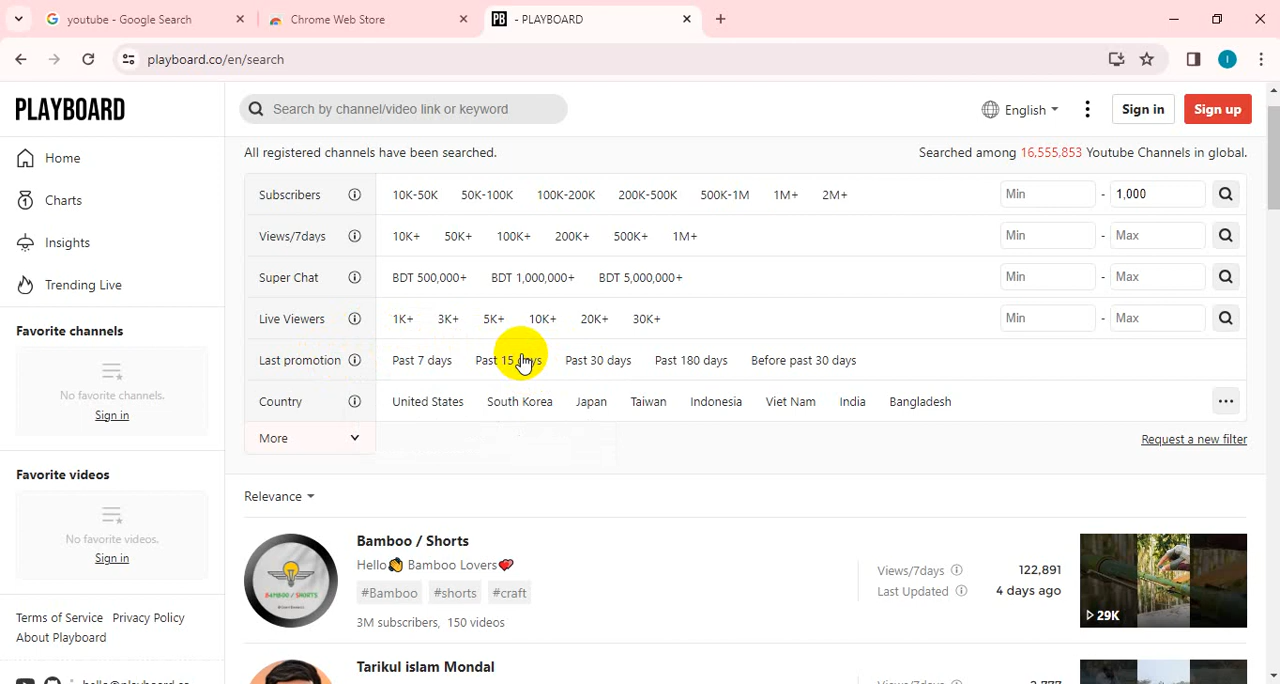 youtube - Google Search
Chrome Web Store
PB - PLAYBOARD
playboard.co/en/search
I
PLAYBOARD
Search by channel/video link or keyword
English
Sign in
Sign up
Home
Charts
Insights
Trending Live
Favorite channels
No favorite channels.
Sign in
Favorite videos
No favorite videos.
Sign in
Terms of Service Privacy Policy
About Playboard
hello@playboard.co
All registered channels have been searched.
Searched among 16,555,853 Youtube Channels in global.
Subscribers 10K-50K 50K-100K 100K-200K 200K-500K 500K-1M 1M+ 2M+ Min - 1,000
Views/7days 10K+ 50K+ 100K+ 200K+ 500K+ 1M+ Min - Max
Super Chat BDT 500,000+ BDT 1,000,000+ BDT 5,000,000+ Min - Max
Live Viewers 1K+ 3K+ 5K+ 10K+ 20K+ 30K+ Min - Max
Last promotion Past 7 days Past 15 days Past 30 days Past 180 days Before past 30 days
Country United States South Korea Japan Taiwan Indonesia Viet Nam India Bangladesh
More
Request a new filter
Relevance
Bamboo / Shorts
Hello👏 Bamboo Lovers❤
#Bamboo #shorts #craft
3M subscribers, 150 videos
BAMBOO / SHORTS
Views/7days 122,891
Last Updated 4 days ago
29K
Tarikul islam Mondal